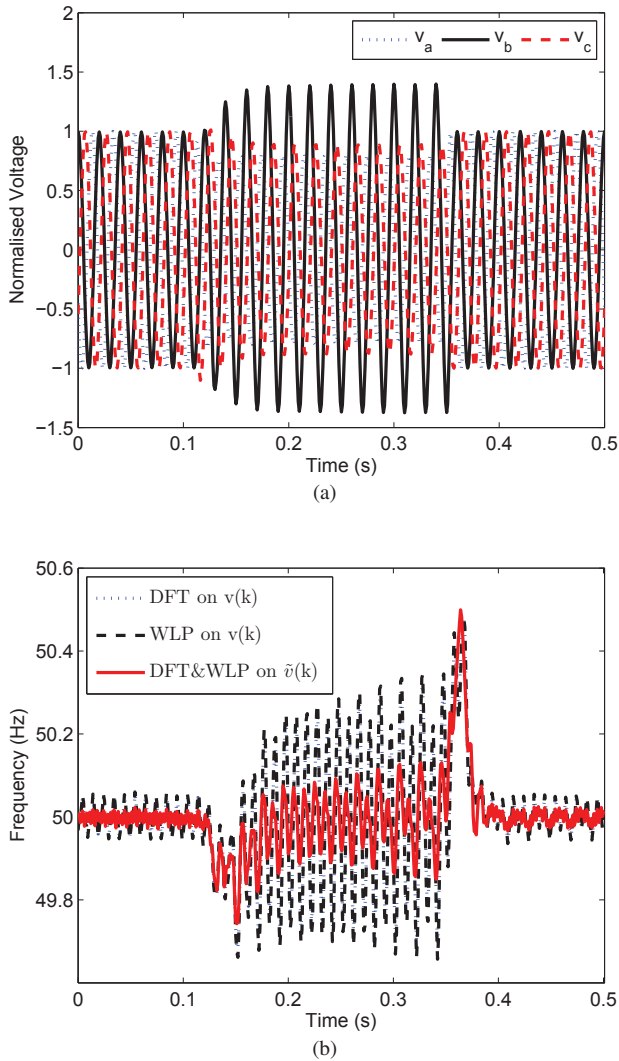 2
1.5
1
0.5
0
−0.5
−1
−1.5
Normalised Voltage
v_a v_b v_c
0 0.1 0.2 0.3 0.4 0.5
Time (s)
(a)
50.6
50.4
50.2
50
49.8
Frequency (Hz)
DFT on v(k)
WLP on v(k)
DFT&WLP on ṽ(k)
0 0.1 0.2 0.3 0.4 0.5
Time (s)
(b)